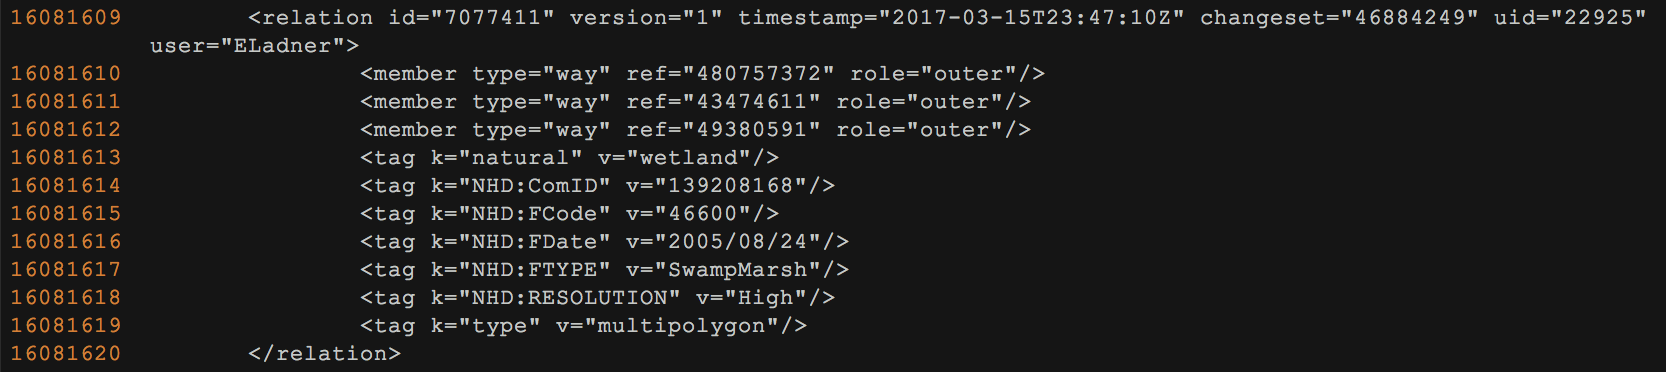 16081609 <relation id="7077411" version="1" timestamp="2017-03-15T23:47:10Z" changeset="46884249" uid="22925"
user="ELadner">
16081610 <member type="way" ref="480757372" role="outer"/>
16081611 <member type="way" ref="43474611" role="outer"/>
16081612 <member type="way" ref="49380591" role="outer"/>
16081613 <tag k="natural" v="wetland"/>
16081614 <tag k="NHD:ComID" v="139208168"/>
16081615 <tag k="NHD:FCode" v="46600"/>
16081616 <tag k="NHD:FDate" v="2005/08/24"/>
16081617 <tag k="NHD:FTYPE" v="SwampMarsh"/>
16081618 <tag k="NHD:RESOLUTION" v="High"/>
16081619 <tag k="type" v="multipolygon"/>
16081620 </relation>